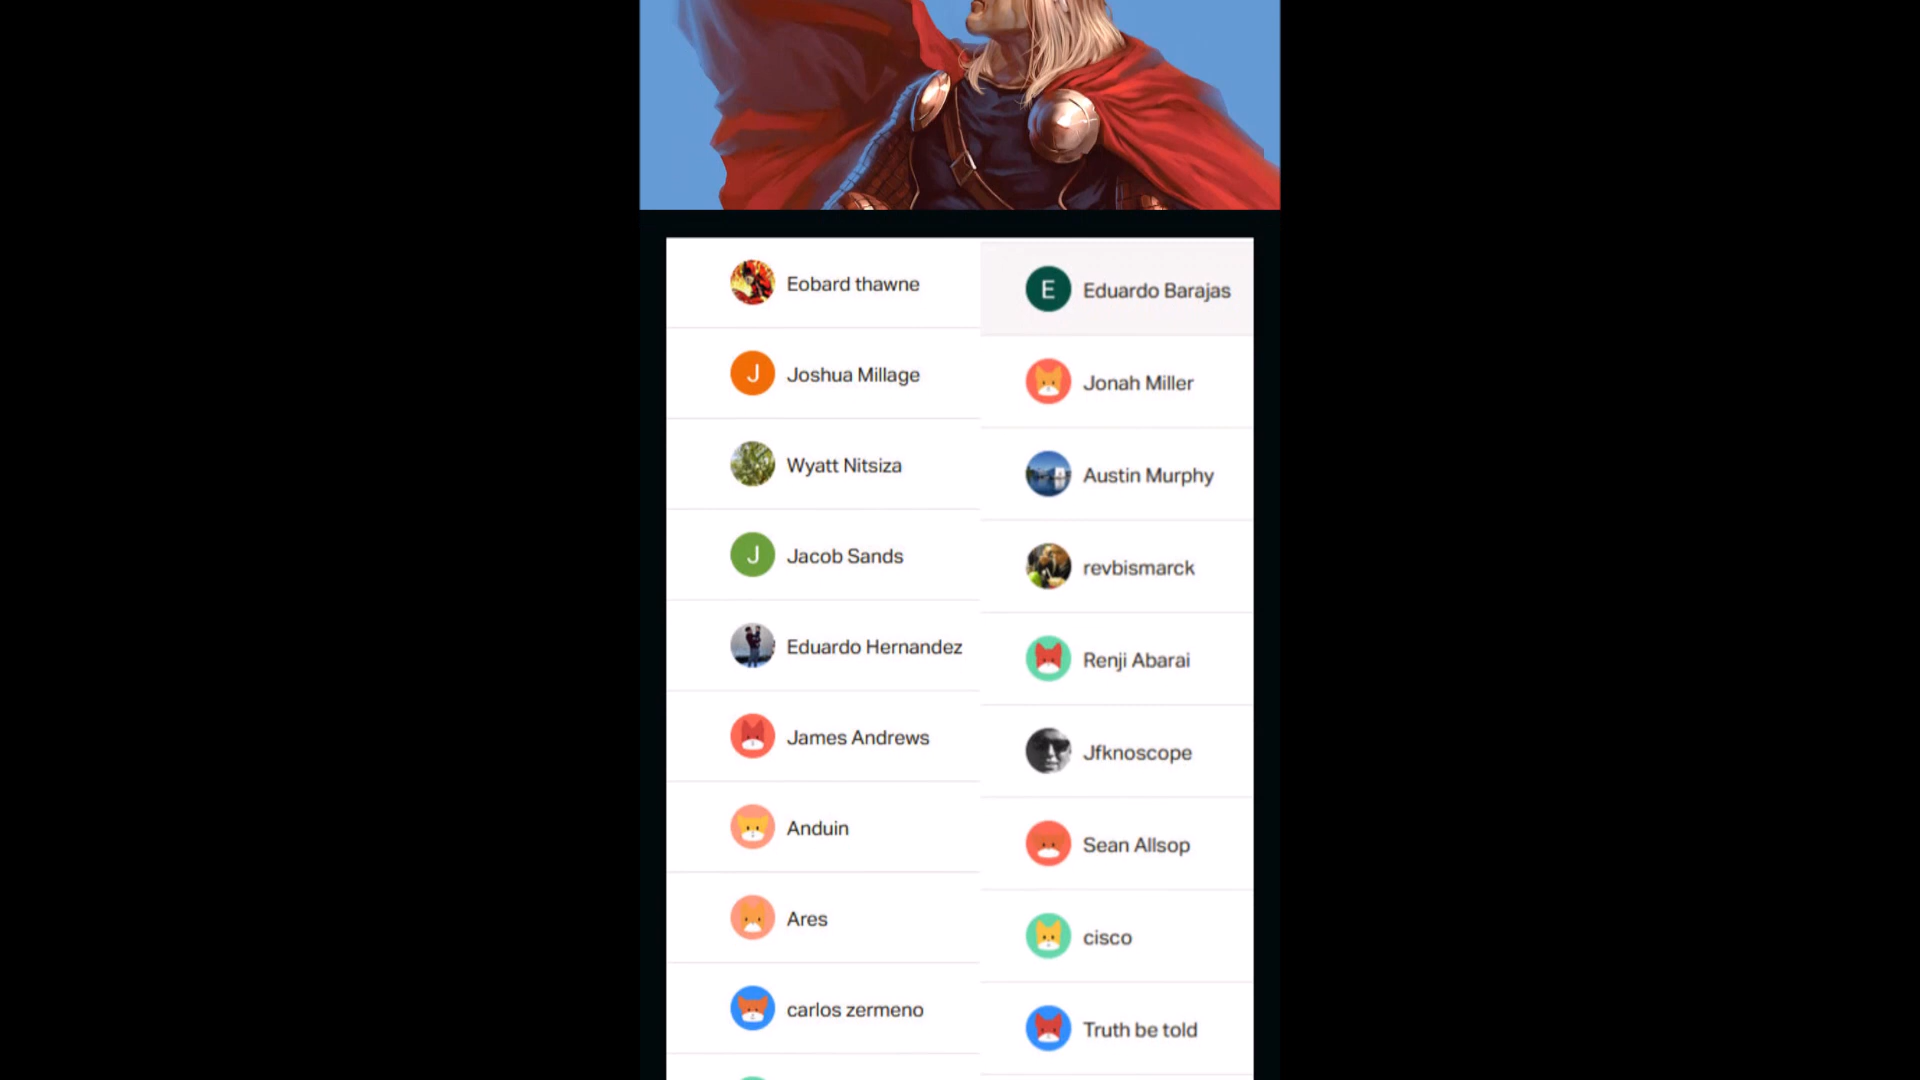 Eobard thawne
Joshua Millage
Wyatt Nitsiza
Jacob Sands
Eduardo Hernandez
James Andrews
Anduin
Ares
carlos zermeno
Eduardo Barajas
Jonah Miller
Austin Murphy
revbismarck
Renji Abarai
Jfknoscope
Sean Allsop
cisco
Truth be told
J
J
E